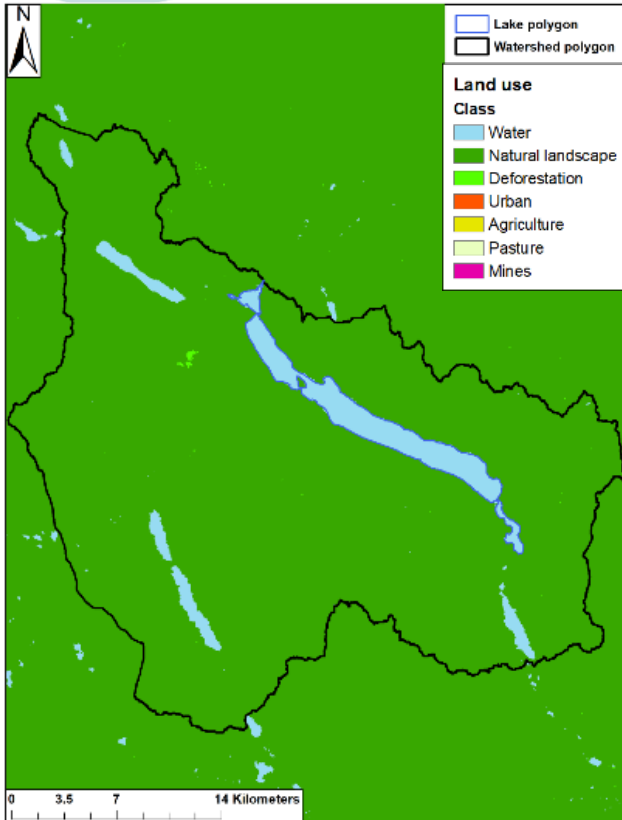 N
Lake polygon
Watershed polygon
Land use
Class
Water
Natural landscape
Deforestation
Urban
Agriculture
Pasture
Mines
0 3.5 7 14 Kilometers